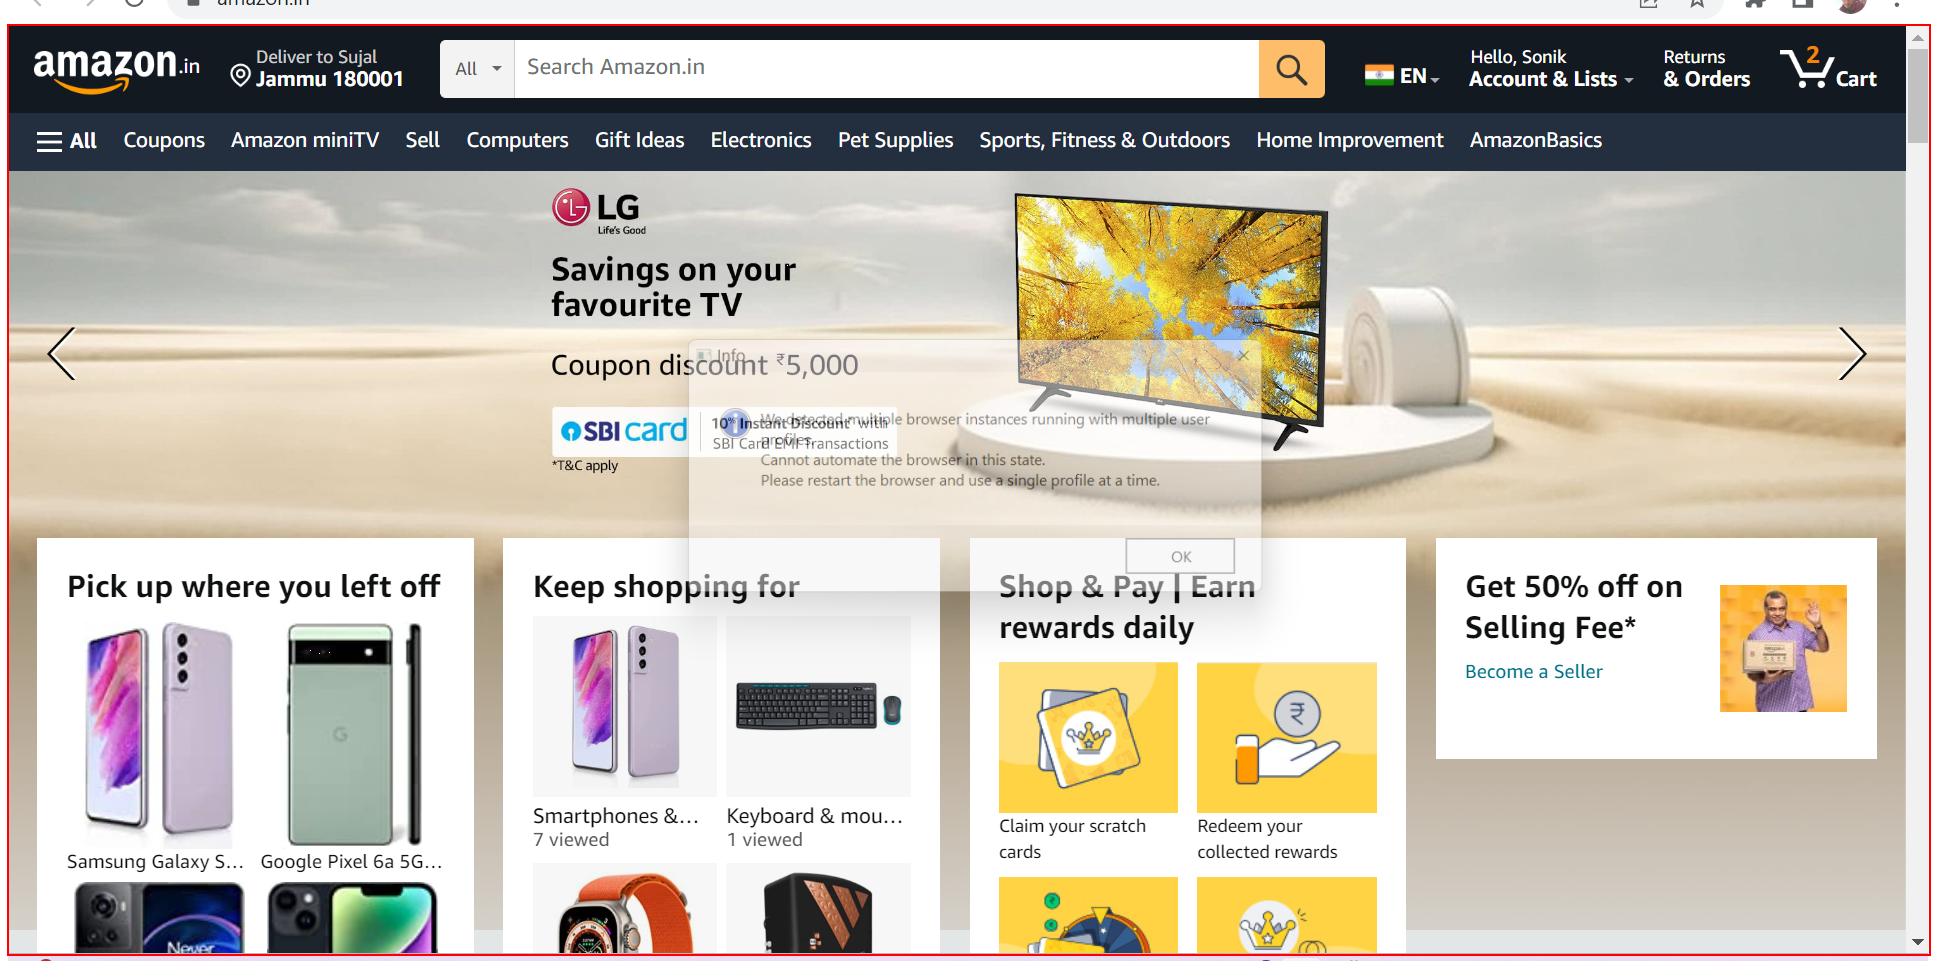 amazon.in
amazon.in
Deliver to Sujal
Jammu 180001
All
Search Amazon.in
EN
Hello, Sonik
Account & Lists
Returns
& Orders
2
Cart
All
Coupons
Amazon miniTV
Sell
Computers
Gift Ideas
Electronics
Pet Supplies
Sports, Fitness & Outdoors
Home Improvement
AmazonBasics
LG
Life's Good
Savings on your
favourite TV
Coupon discount ₹5,000
SBI card
10% Instant Discount* with
SBI Card EMI Transactions
*T&C apply
Info
We detected multiple browser instances running with multiple user
profiles.
Cannot automate the browser in this state.
Please restart the browser and use a single profile at a time.
OK
Pick up where you left off
Samsung Galaxy S...
Google Pixel 6a 5G...
Never
Keep shopping for
Smartphones &...
7 viewed
Keyboard & mou...
1 viewed
Shop & Pay | Earn
rewards daily
Claim your scratch
cards
Redeem your
collected rewards
Get 50% off on
Selling Fee*
Become a Seller